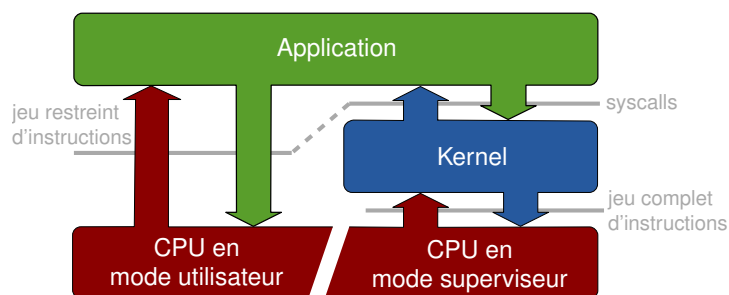 Application
jeu restreint
d'instructions
syscalls
Kernel
jeu complet
d'instructions
CPU en
mode utilisateur
CPU en
mode superviseur